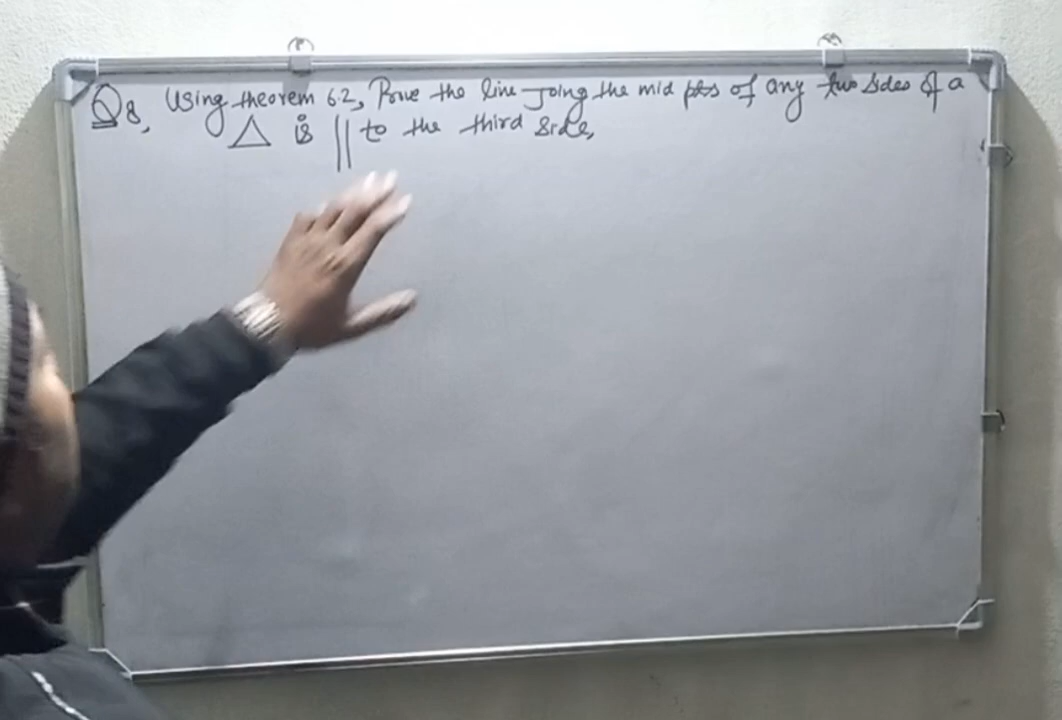 Q8, Using theorem 6.2, Prove the line joing the mid pts of any two sides of a
△ is || to the third side,